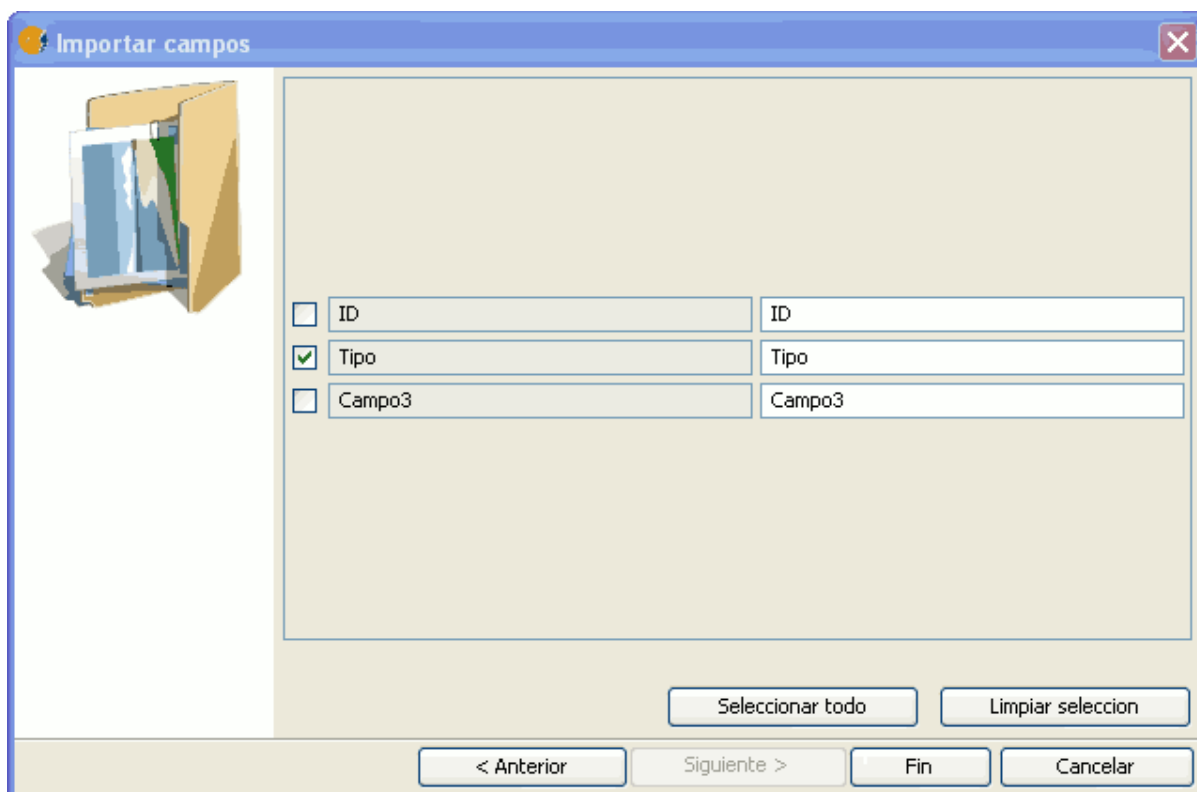 Importar campos
ID ID
Tipo Tipo
Campo3 Campo3
Seleccionar todo Limpiar seleccion
< Anterior Siguiente > Fin Cancelar